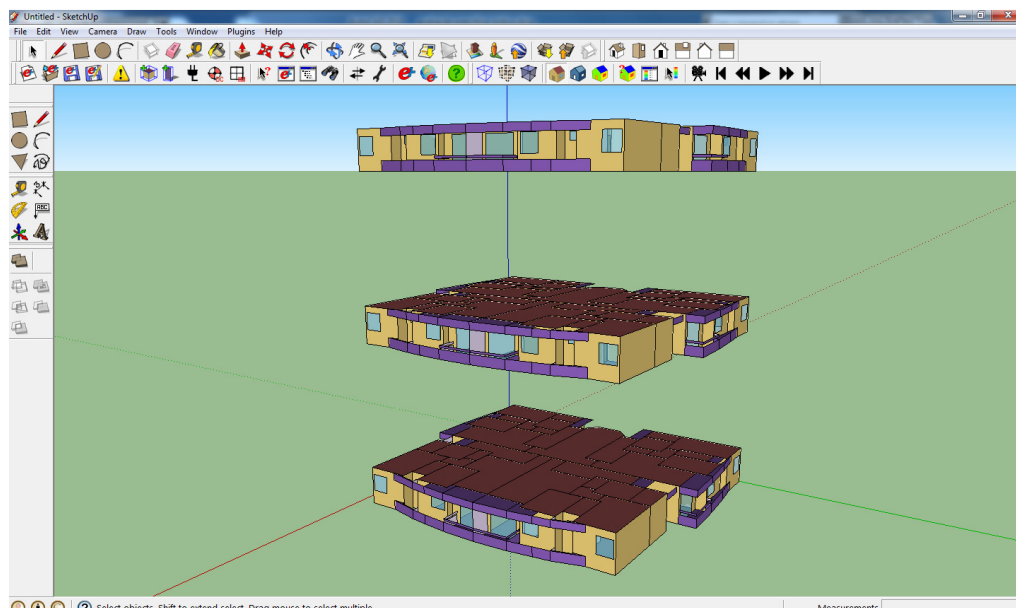 Untitled - SketchUp
File Edit View Camera Draw Tools Window Plugins Help
ABC
Select objects. Shift to extend select. Drag mouse to select multiple.
Measurements